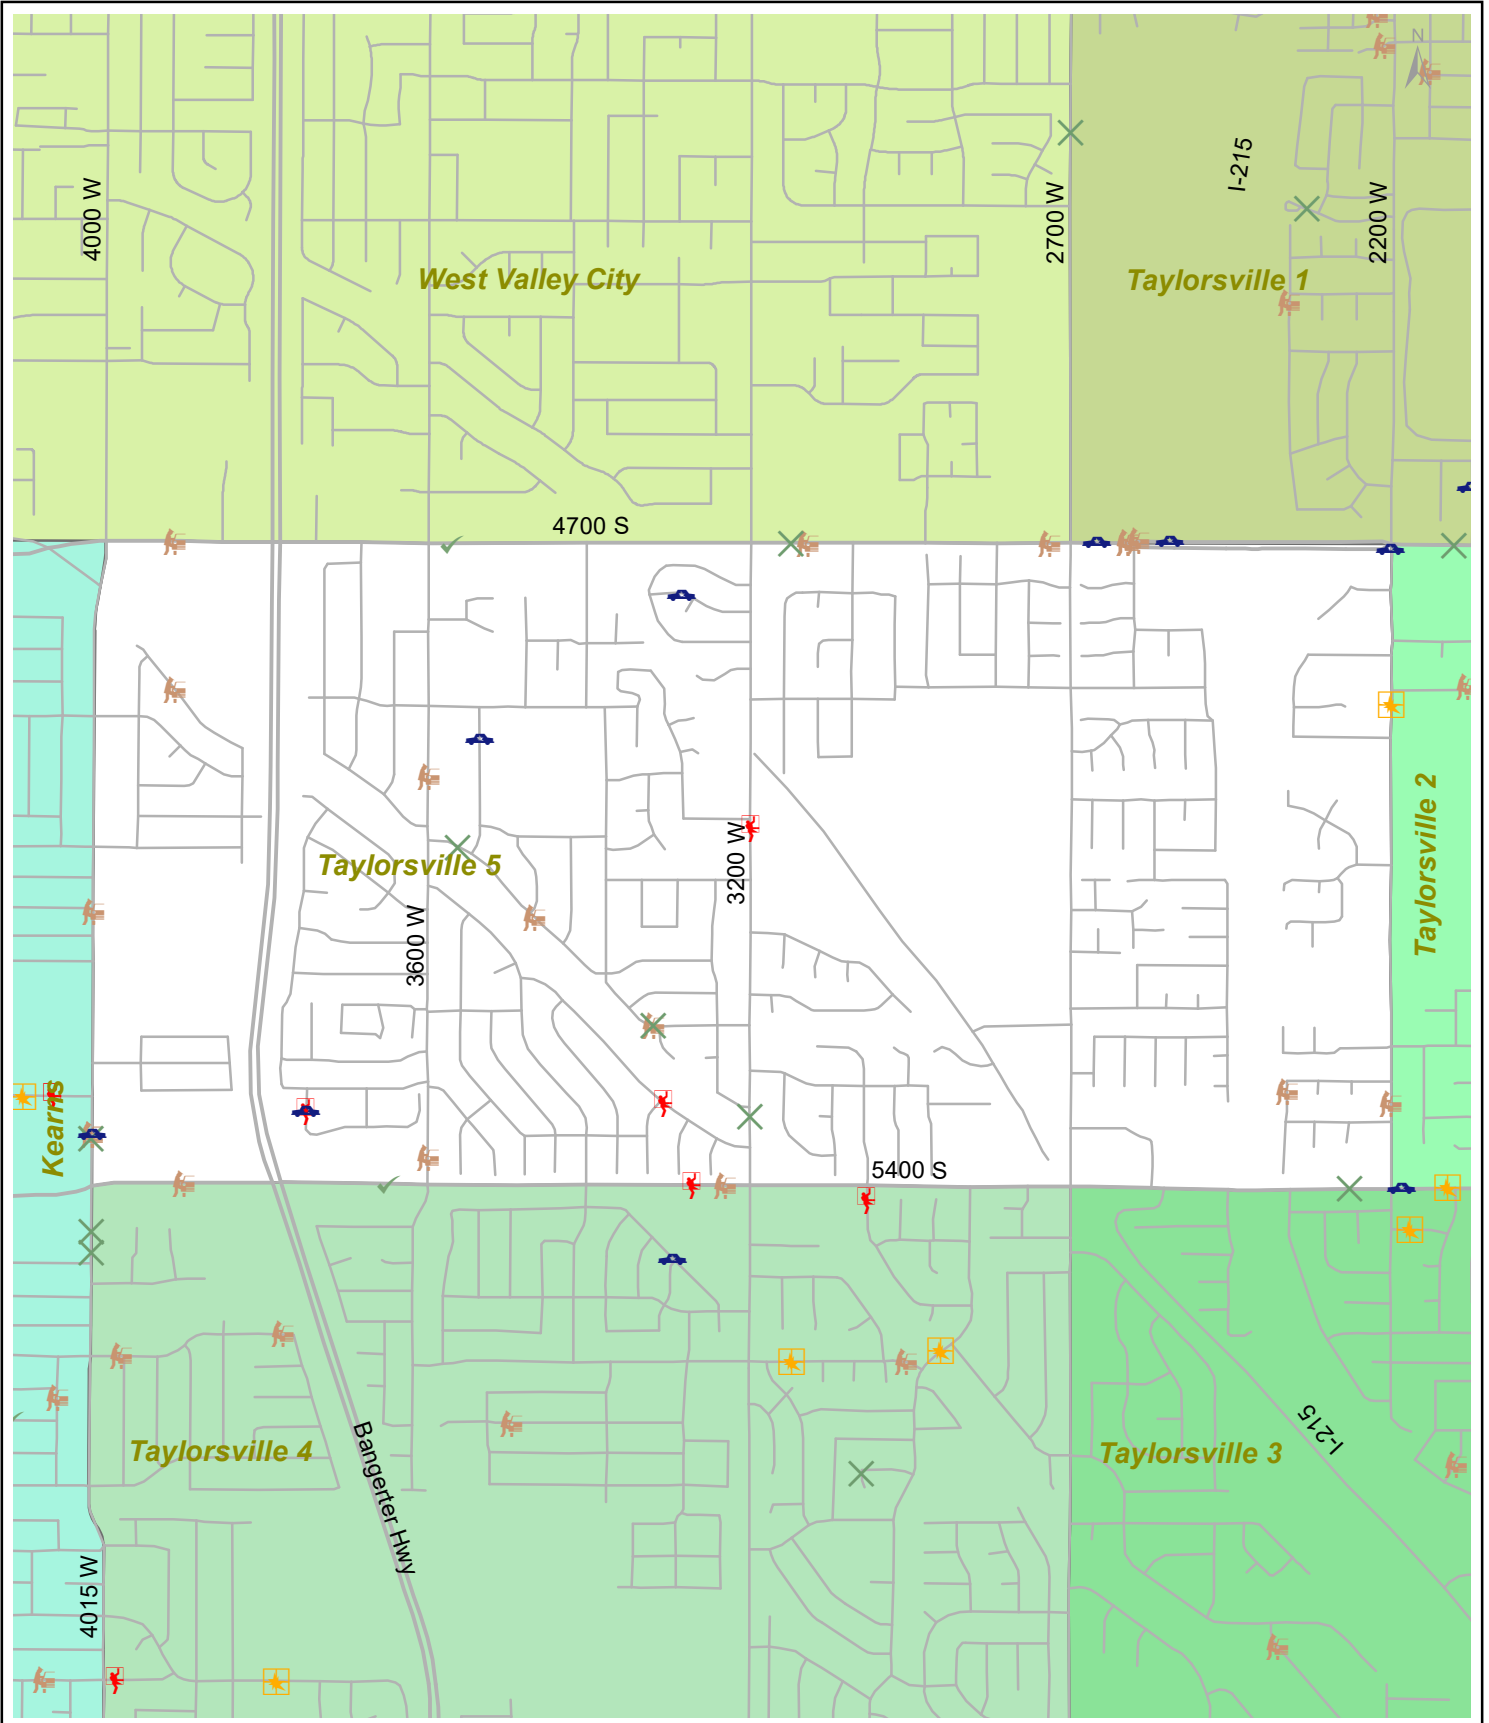 N
I-215
4000 W
2700 W
2200 W
West Valley City
Taylorsville 1
4700 S
Taylorsville 2
3200 W
Taylorsville 5
3600 W
Kearns
5400 S
I-215
Taylorsville 4
Bangerter Hwy
Taylorsville 3
4015 W